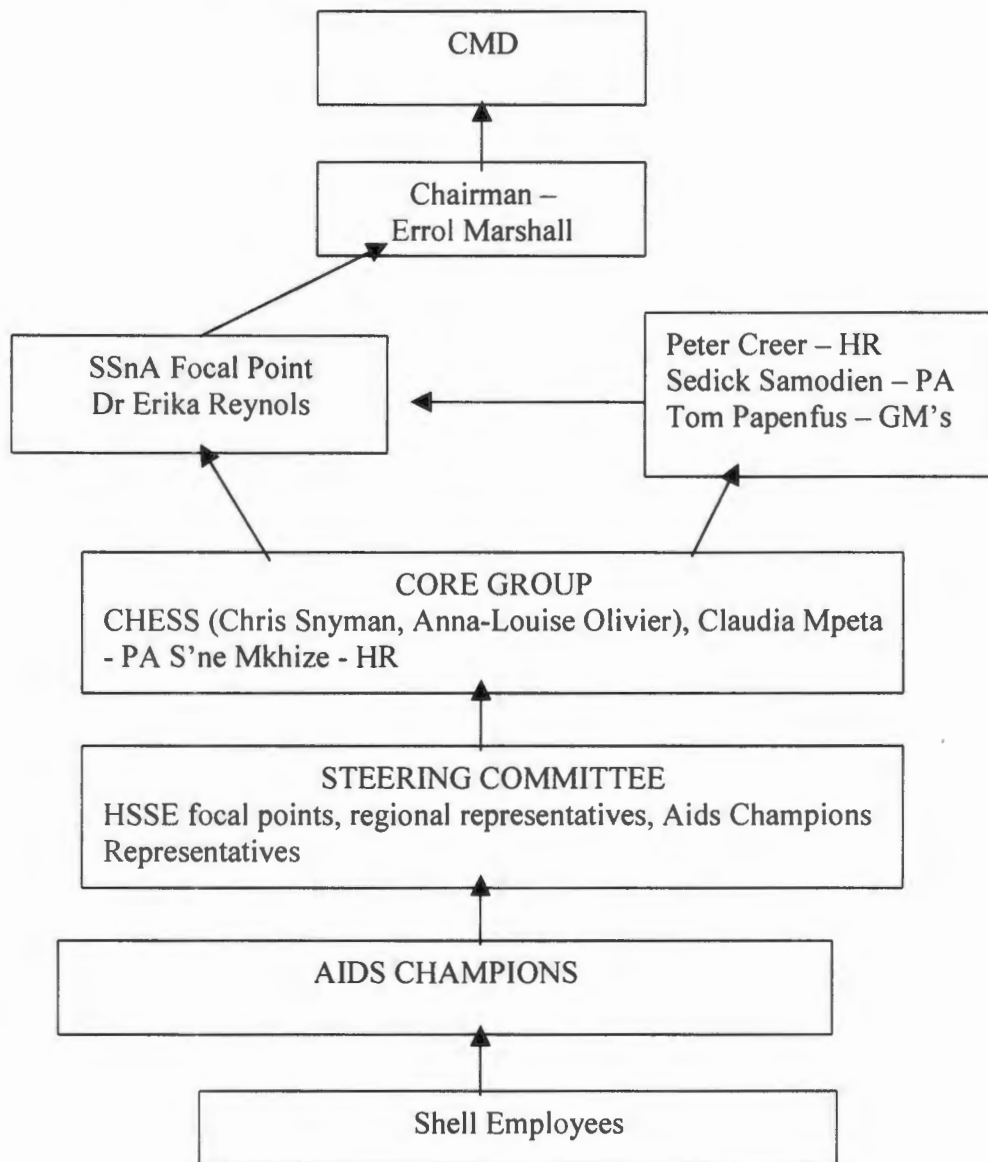 CMD
Chairman –
Errol Marshall
SSnA Focal Point
Dr Erika Reynols
Peter Creer – HR
Sedick Samodien – PA
Tom Papenfus – GM's
CORE GROUP
CHESS (Chris Snyman, Anna-Louise Olivier), Claudia Mpeta
- PA S'ne Mkhize - HR
STEERING COMMITTEE
HSSE focal points, regional representatives, Aids Champions
Representatives
AIDS CHAMPIONS
Shell Employees